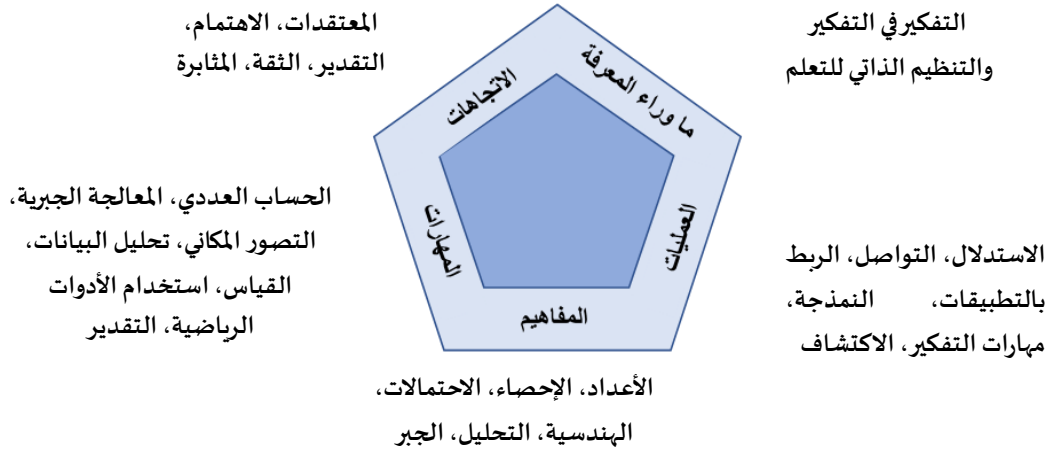 التفكير في التفكير
والتنظيم الذاتي للتعلم
المعتقدات، الاهتمام،
التقدير، الثقة، المثابرة
ما وراء المعرفة
الاتجاهات
الحساب العددي، المعالجة الجبرية،
التصور المكاني، تحليل البيانات،
القياس، استخدام الأدوات
الرياضية، التقدير
العمليات
المهارات
الاستدلال، التواصل، الربط
بالتطبيقات، النمذجة،
مهارات التفكير، الاكتشاف
المفاهيم
الأعداد، الإحصاء، الاحتمالات،
الهندسية، التحليل، الجبر